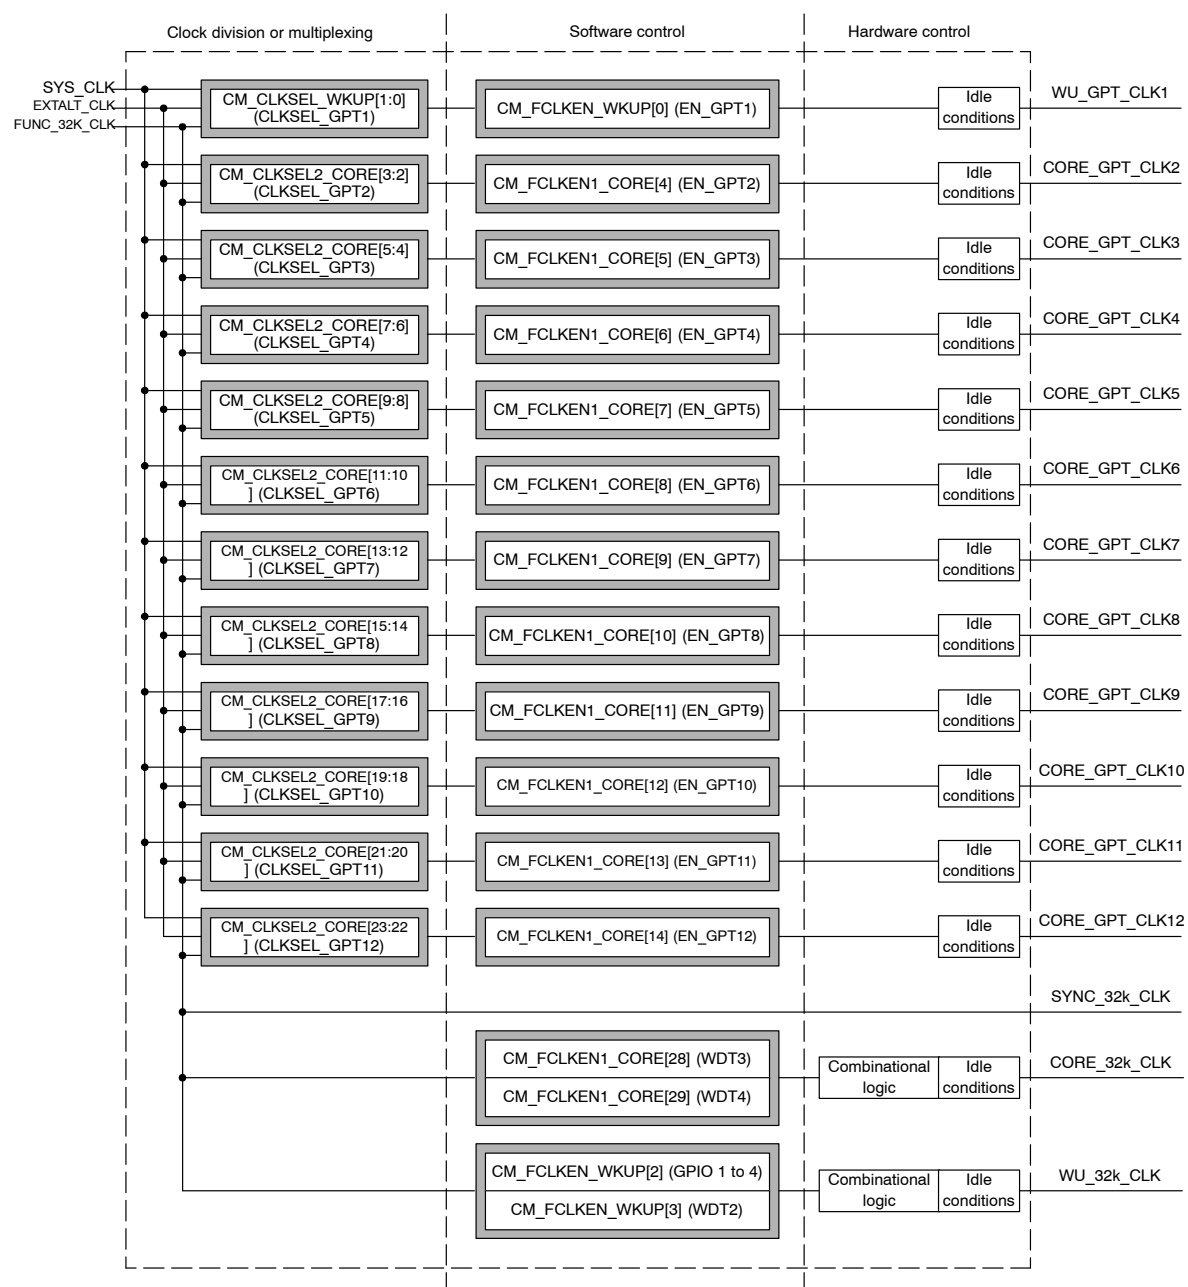 Clock division or multiplexing
Software control
Hardware control
SYS_CLK
EXTALT_CLK
FUNC_32K_CLK
CM_CLKSEL_WKUP[1:0]
(CLKSEL_GPT1)
CM_FCLKEN_WKUP[0] (EN_GPT1)
Idle
conditions
WU_GPT_CLK1
CM_CLKSEL2_CORE[3:2]
(CLKSEL_GPT2)
CM_FCLKEN1_CORE[4] (EN_GPT2)
Idle
conditions
CORE_GPT_CLK2
CM_CLKSEL2_CORE[5:4]
(CLKSEL_GPT3)
CM_FCLKEN1_CORE[5] (EN_GPT3)
Idle
conditions
CORE_GPT_CLK3
CM_CLKSEL2_CORE[7:6]
(CLKSEL_GPT4)
CM_FCLKEN1_CORE[6] (EN_GPT4)
Idle
conditions
CORE_GPT_CLK4
CM_CLKSEL2_CORE[9:8]
(CLKSEL_GPT5)
CM_FCLKEN1_CORE[7] (EN_GPT5)
Idle
conditions
CORE_GPT_CLK5
CM_CLKSEL2_CORE[11:10
] (CLKSEL_GPT6)
CM_FCLKEN1_CORE[8] (EN_GPT6)
Idle
conditions
CORE_GPT_CLK6
CM_CLKSEL2_CORE[13:12
] (CLKSEL_GPT7)
CM_FCLKEN1_CORE[9] (EN_GPT7)
Idle
conditions
CORE_GPT_CLK7
CM_CLKSEL2_CORE[15:14
] (CLKSEL_GPT8)
CM_FCLKEN1_CORE[10] (EN_GPT8)
Idle
conditions
CORE_GPT_CLK8
CM_CLKSEL2_CORE[17:16
] (CLKSEL_GPT9)
CM_FCLKEN1_CORE[11] (EN_GPT9)
Idle
conditions
CORE_GPT_CLK9
CM_CLKSEL2_CORE[19:18
] (CLKSEL_GPT10)
CM_FCLKEN1_CORE[12] (EN_GPT10)
Idle
conditions
CORE_GPT_CLK10
CM_CLKSEL2_CORE[21:20
] (CLKSEL_GPT11)
CM_FCLKEN1_CORE[13] (EN_GPT11)
Idle
conditions
CORE_GPT_CLK11
CM_CLKSEL2_CORE[23:22
] (CLKSEL_GPT12)
CM_FCLKEN1_CORE[14] (EN_GPT12)
Idle
conditions
CORE_GPT_CLK12
SYNC_32k_CLK
CM_FCLKEN1_CORE[28] (WDT3)
CM_FCLKEN1_CORE[29] (WDT4)
Combinational
logic
Idle
conditions
CORE_32k_CLK
CM_FCLKEN_WKUP[2] (GPIO 1 to 4)
CM_FCLKEN_WKUP[3] (WDT2)
Combinational
logic
Idle
conditions
WU_32k_CLK